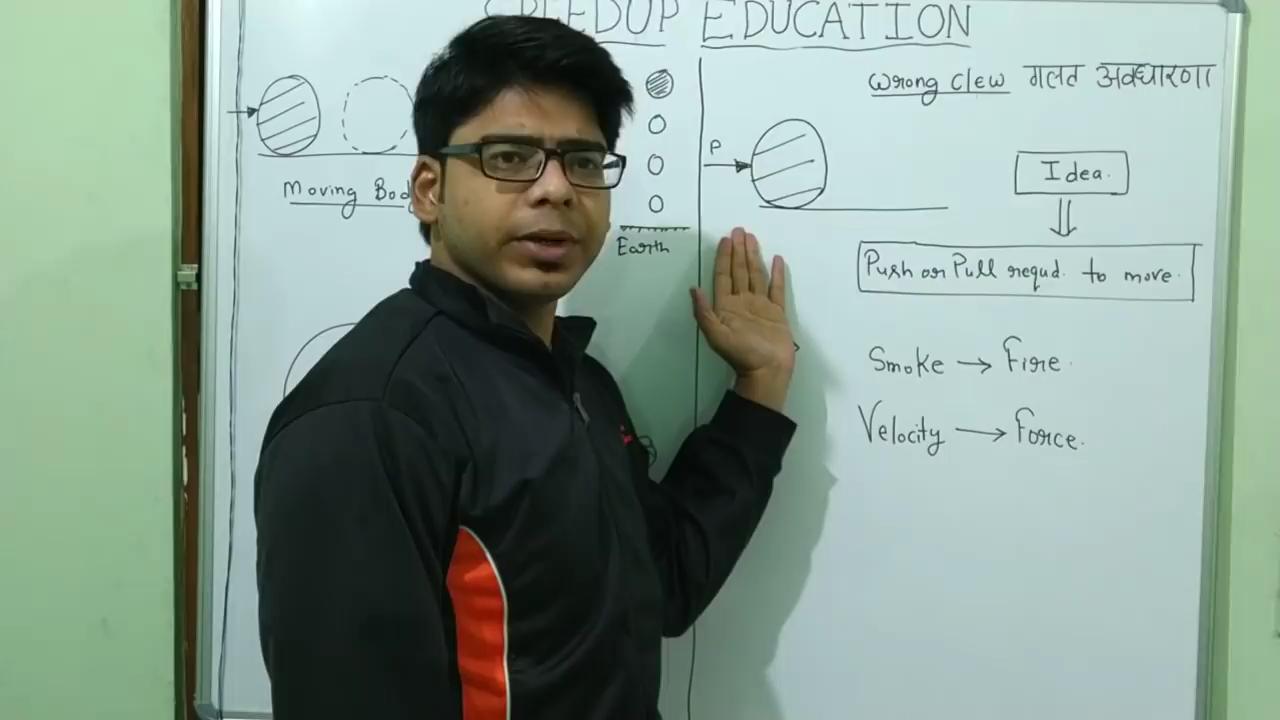 SPEEDUP EDUCATION
wrong clew गलत अवधारणा
P
Idea.
Moving Bod
Earth
Push or Pull requd. to move.
Smoke → Fire.
Velocity → Force.